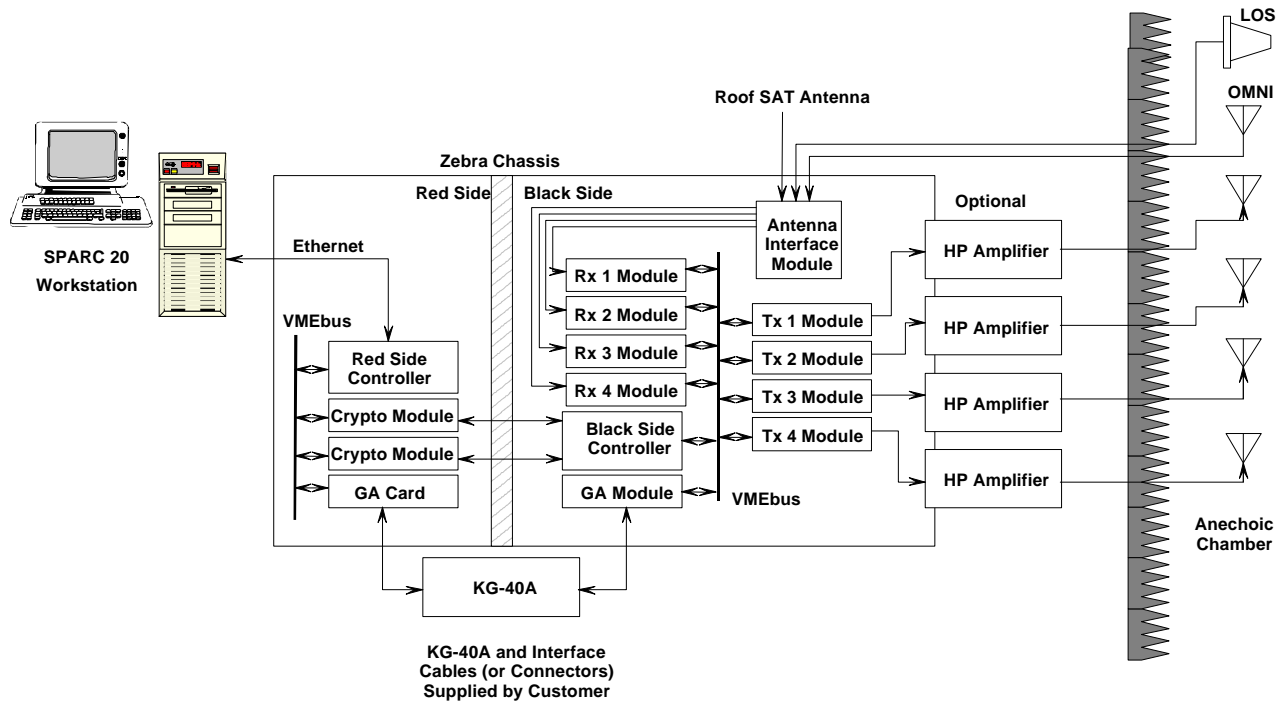 LOS
Roof SAT Antenna
OMNI
Zebra Chassis
Red Side
Black Side
Optional
SPARC 20
Workstation
Ethernet
Antenna
Interface
Module
HP Amplifier
HP Amplifier
HP Amplifier
HP Amplifier
Rx 1 Module
Rx 2 Module
Rx 3 Module
Rx 4 Module
Tx 1 Module
Tx 2 Module
Tx 3 Module
Tx 4 Module
VMEbus
Red Side
Controller
Crypto Module
Crypto Module
GA Card
Black Side
Controller
GA Module
VMEbus
Anechoic
Chamber
KG-40A
KG-40A and Interface
Cables (or Connectors)
Supplied by Customer